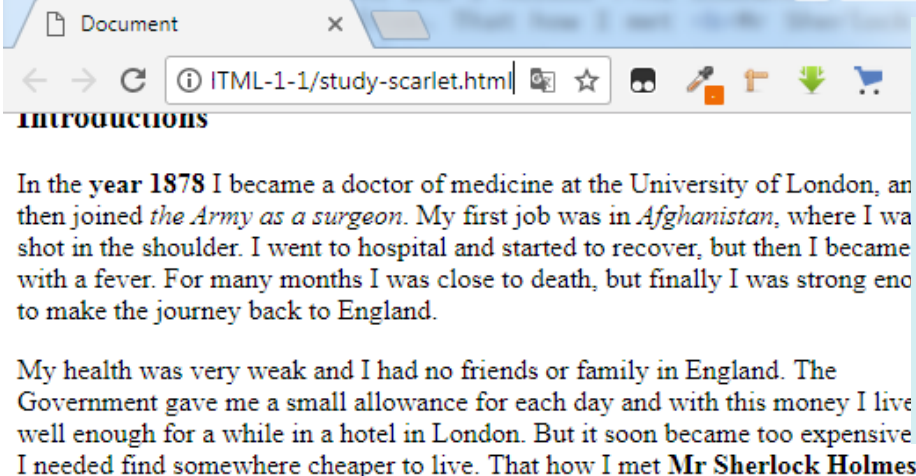 Document
ITML-1-1/study-scarlet.html
Introductions
In the year 1878 I became a doctor of medicine at the University of London, an
then joined the Army as a surgeon. My first job was in Afghanistan, where I wa
shot in the shoulder. I went to hospital and started to recover, but then I became
with a fever. For many months I was close to death, but finally I was strong eno
to make the journey back to England.
My health was very weak and I had no friends or family in England. The
Government gave me a small allowance for each day and with this money I live
well enough for a while in a hotel in London. But it soon became too expensive
I needed find somewhere cheaper to live. That how I met Mr Sherlock Holmes